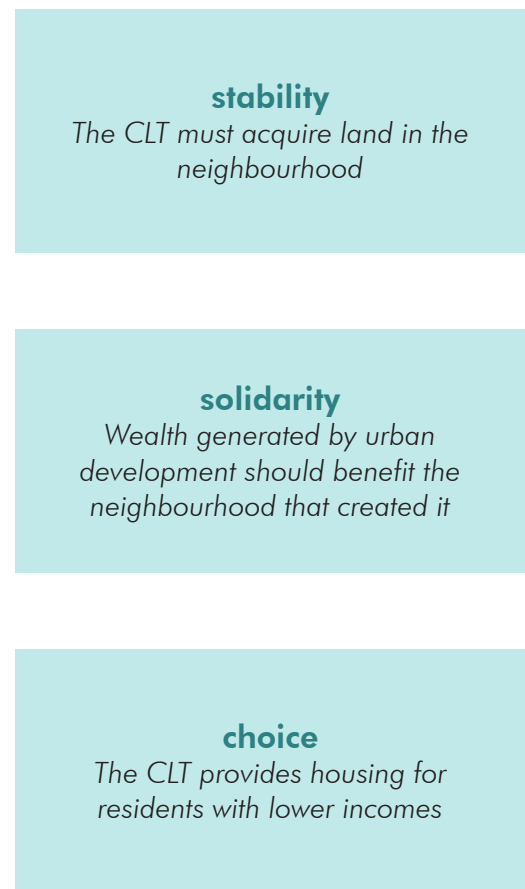 stability
The CLT must acquire land in the
neighbourhood
solidarity
Wealth generated by urban
development should benefit the
neighbourhood that created it
choice
The CLT provides housing for
residents with lower incomes